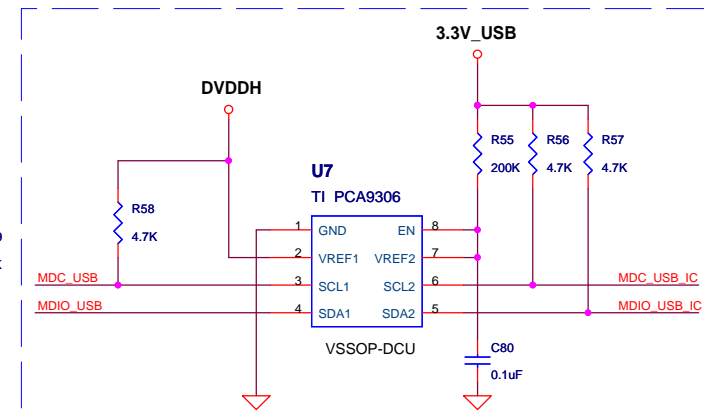 3.3V_USB
DVDDH
R55
200K
R56
4.7K
R57
4.7K
U7
TI PCA9306
R58
4.7K
1 GND EN 8
2 VREF1 VREF2 7
3 SCL1 SCL2 6
4 SDA1 SDA2 5
MDC_USB
MDIO_USB
MDC_USB_IC
MDIO_USB_IC
VSSOP-DCU
C80
0.1uF